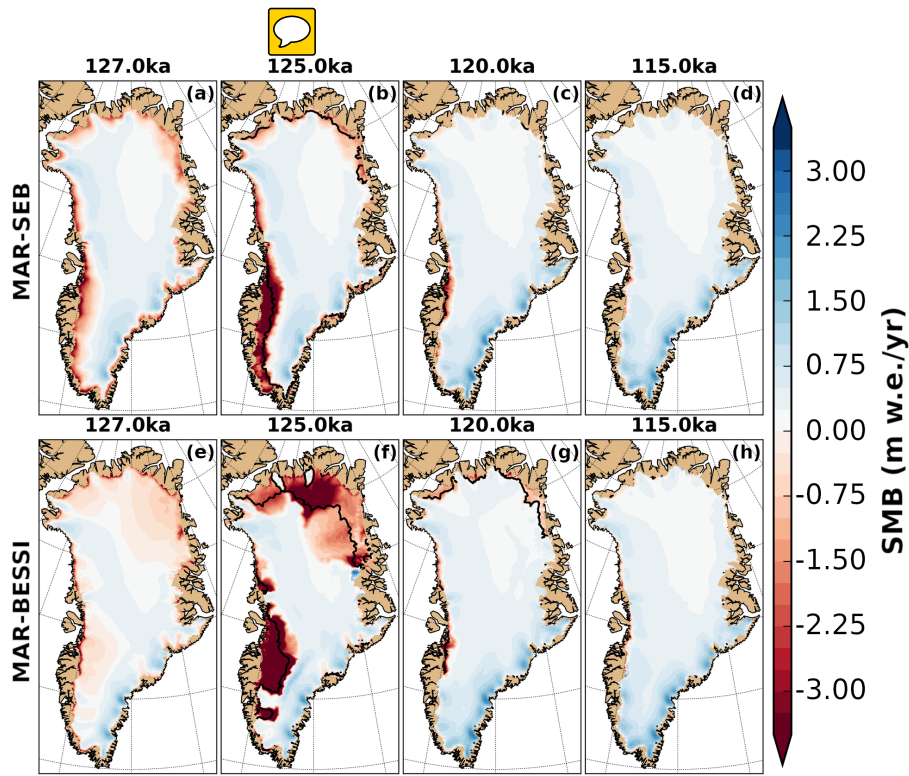 127.0ka 125.0ka 120.0ka 115.0ka
(a) (b) (c) (d)
MAR-SEB
127.0ka 125.0ka 120.0ka 115.0ka
(e) (f) (g) (h)
MAR-BESSI
3.00
2.25
1.50
0.75
0.00
-0.75
-1.50
-2.25
-3.00
SMB (m w.e./yr)